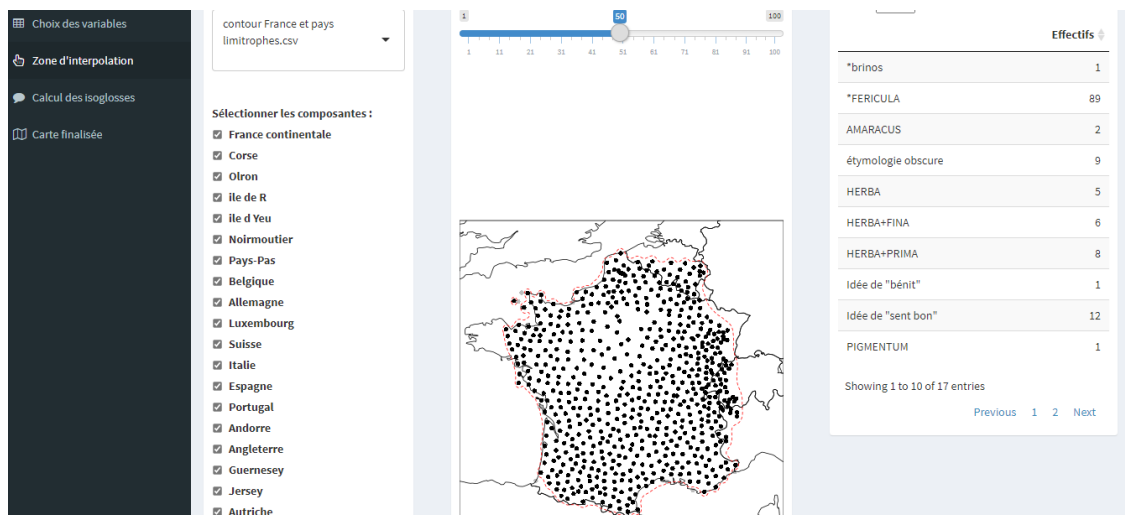 Choix des variables
Zone d'interpolation
Calcul des isoglosses
Carte finalisée
contour France et pays
limitrophes.csv
Sélectionner les composantes :
France continentale
Corse
Olron
ile de R
ile d Yeu
Noirmoutier
Pays-Pas
Belgique
Allemagne
Luxembourg
Suisse
Italie
Espagne
Portugal
Andorre
Angleterre
Guernesey
Jersey
Autriche
1 50 100
1 11 21 31 41 51 61 71 81 91 100
Effectifs
*brinos 1
*FERICULA 89
AMARACUS 2
étymologie obscure 9
HERBA 5
HERBA+FINA 6
HERBA+PRIMA 8
Idée de "bénit" 1
Idée de "sent bon" 12
PIGMENTUM 1
Showing 1 to 10 of 17 entries
Previous 1 2 Next